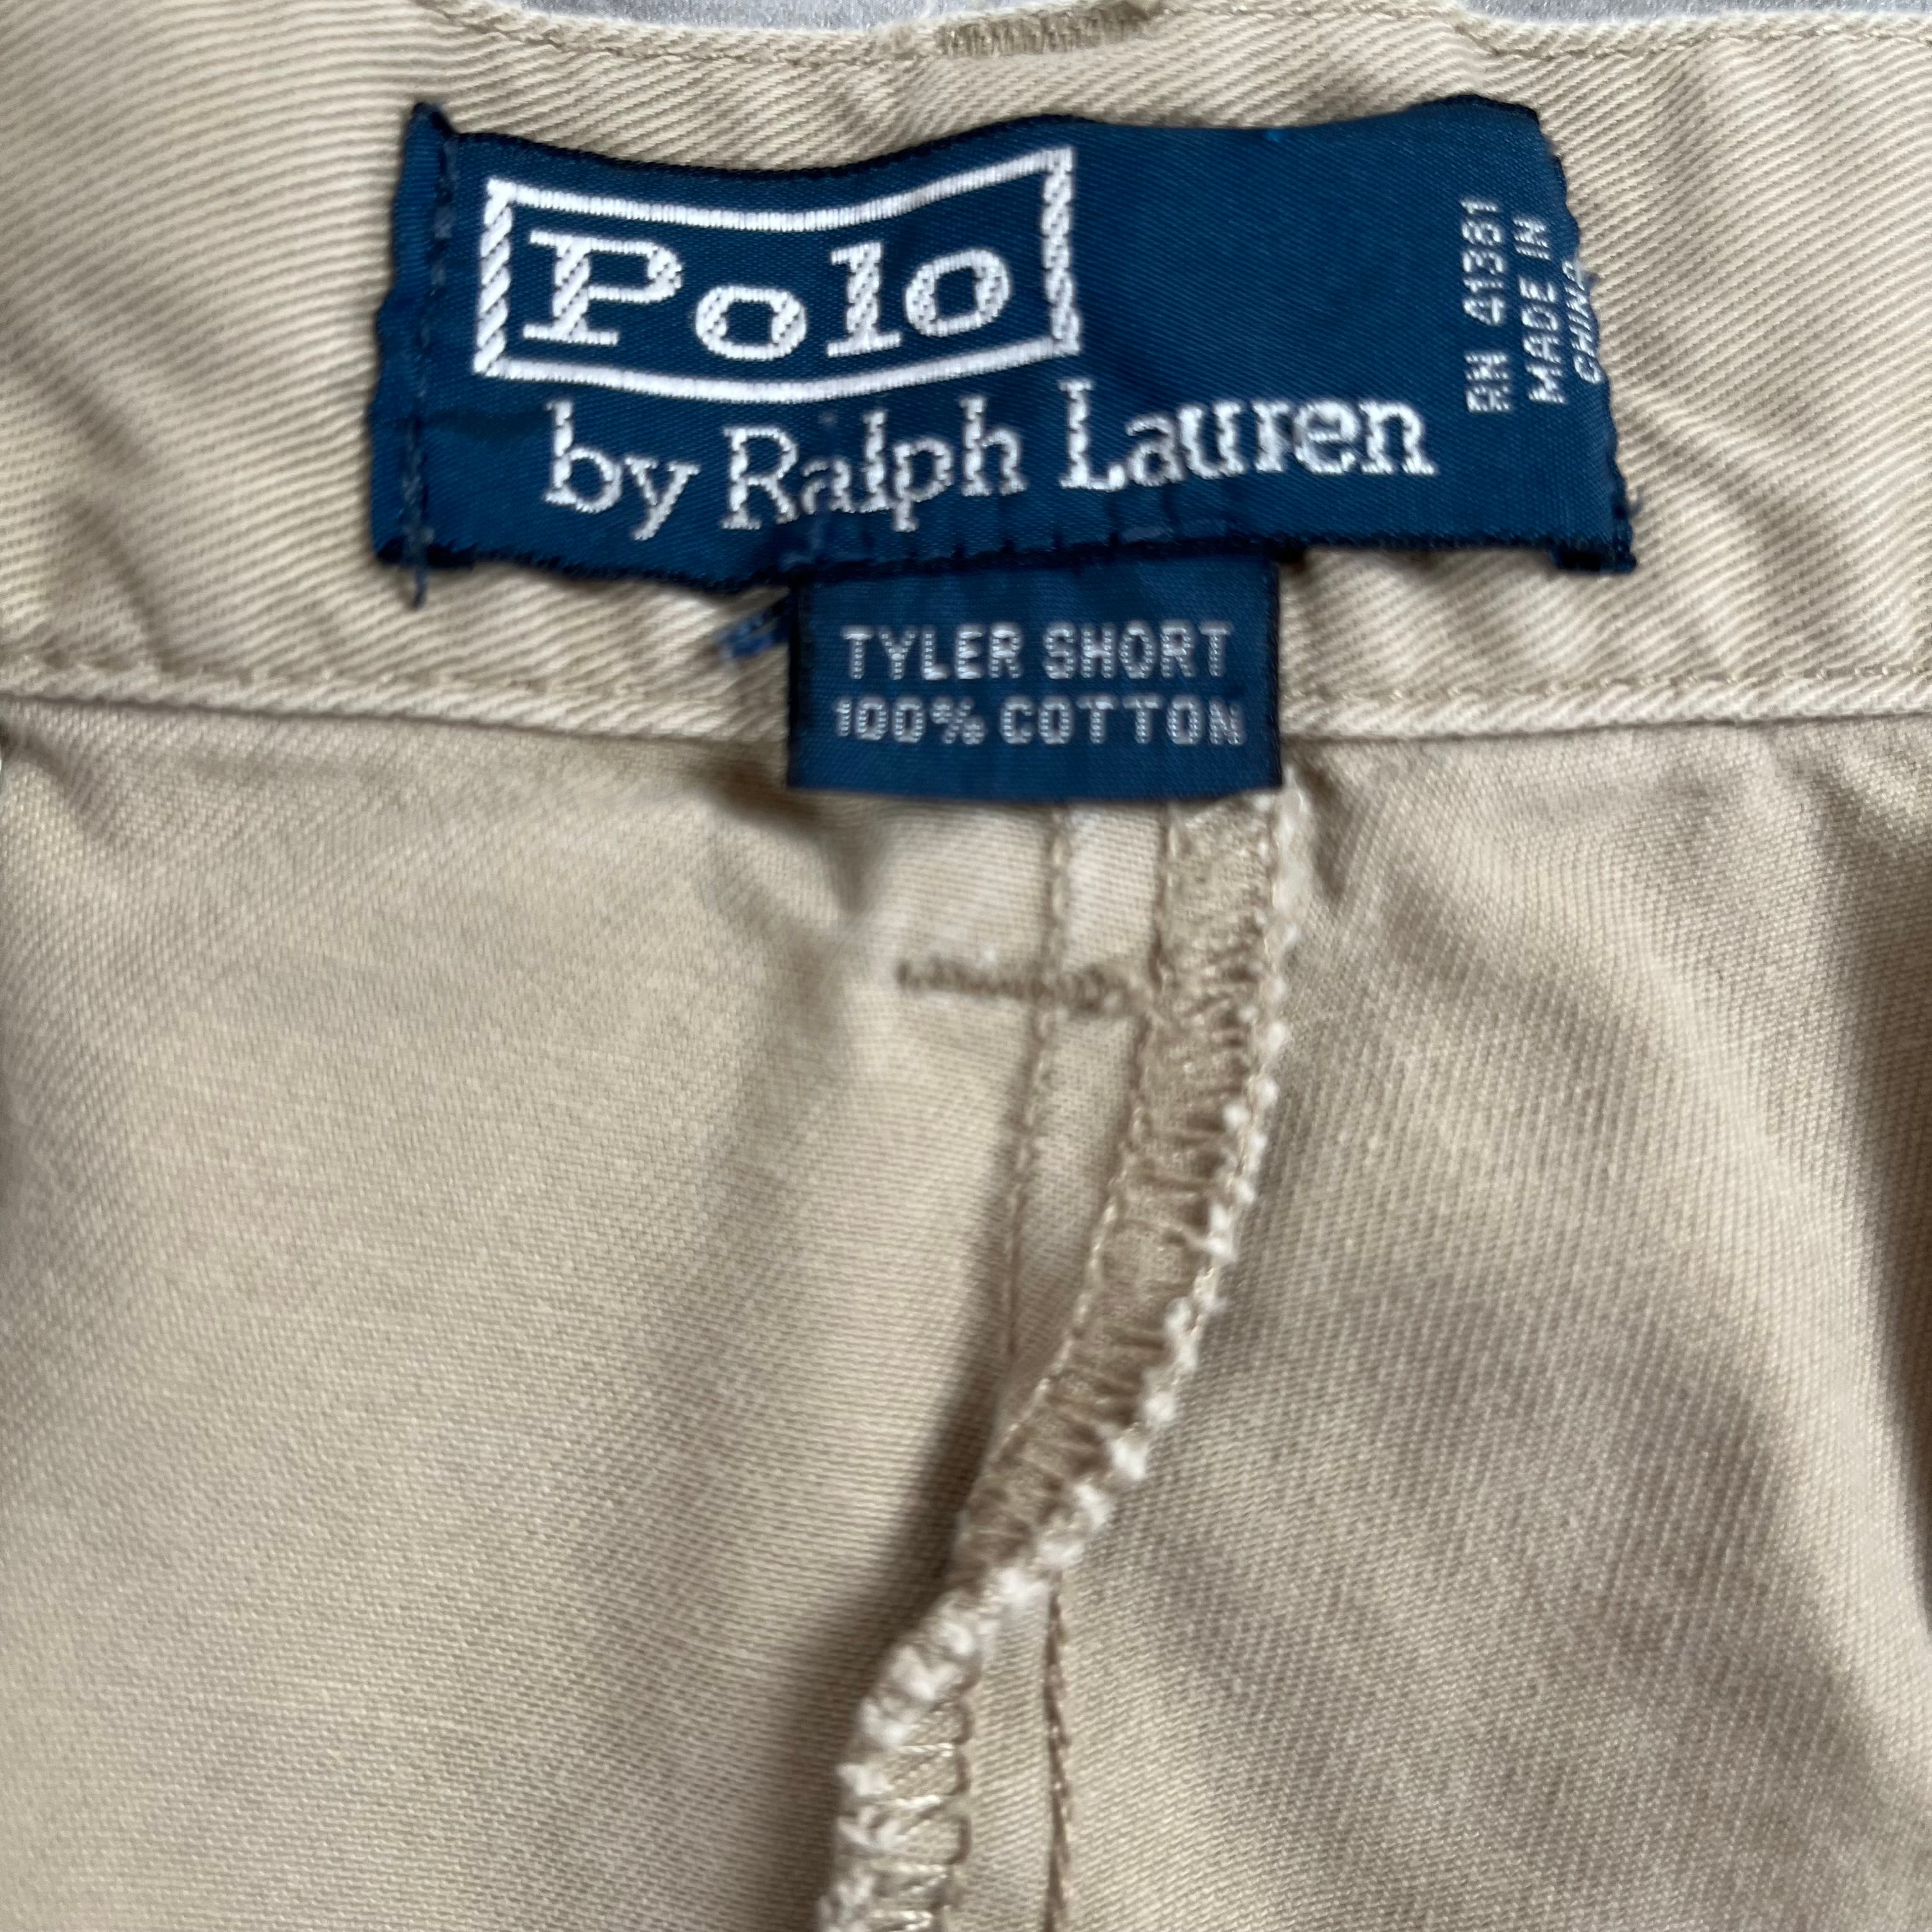 Polo
by Ralph Lauren
RN 41381
MADE IN
CHINA
TYLER SHORT
100% COTTON